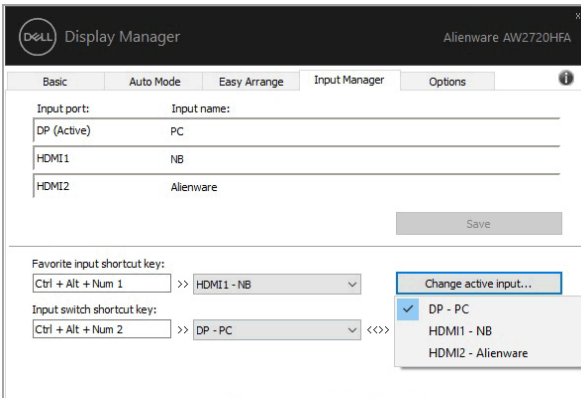 DELL Display Manager Alienware AW2720HFA
Basic Auto Mode Easy Arrange Input Manager Options
Input port: Input name:
DP (Active) PC
HDMI1 NB
HDMI2 Alienware
Save
Favorite input shortcut key:
Ctrl + Alt + Num 1 >> HDMI1 - NB Change active input...
Input switch shortcut key:
Ctrl + Alt + Num 2 >> DP - PC <<>>
DP - PC
HDMI1 - NB
HDMI2 - Alienware